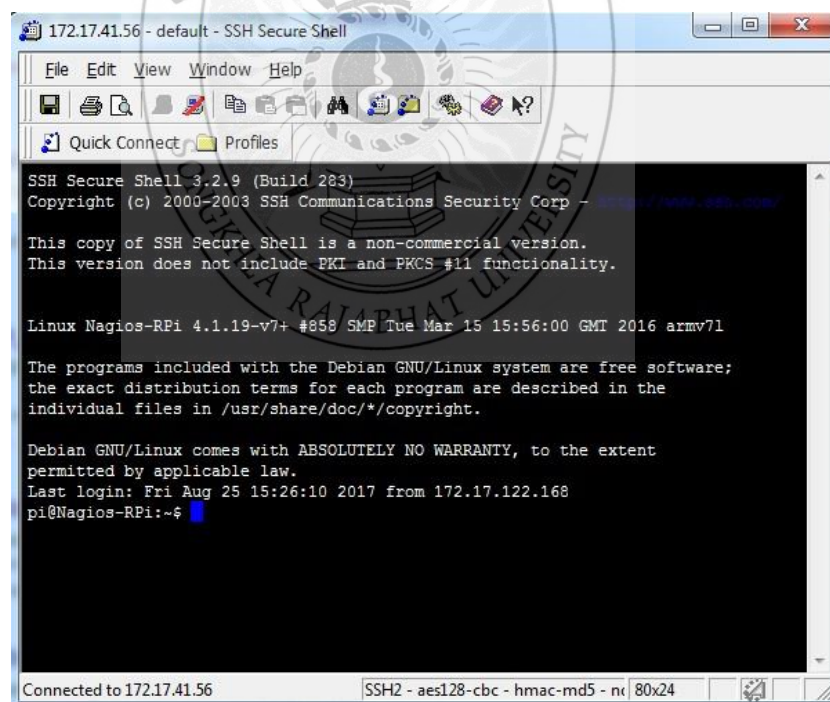 172.17.41.56 - default - SSH Secure Shell
File Edit View Window Help
Quick Connect Profiles
SSH Secure Shell 3.2.9 (Build 283)
Copyright (c) 2000-2003 SSH Communications Security Corp - http://www.ssh.com/
This copy of SSH Secure Shell is a non-commercial version.
This version does not include PKI and PKCS #11 functionality.
Linux Nagios-RPi 4.1.19-v7+ #858 SMP Tue Mar 15 15:56:00 GMT 2016 armv7l
The programs included with the Debian GNU/Linux system are free software;
the exact distribution terms for each program are described in the
individual files in /usr/share/doc/*/copyright.
Debian GNU/Linux comes with ABSOLUTELY NO WARRANTY, to the extent
permitted by applicable law.
Last login: Fri Aug 25 15:26:10 2017 from 172.17.122.168
pi@Nagios-RPi:~$
Connected to 172.17.41.56 SSH2 - aes128-cbc - hmac-md5 - 80x24
SONGKHLA RAJABHAT UNIVERSITY